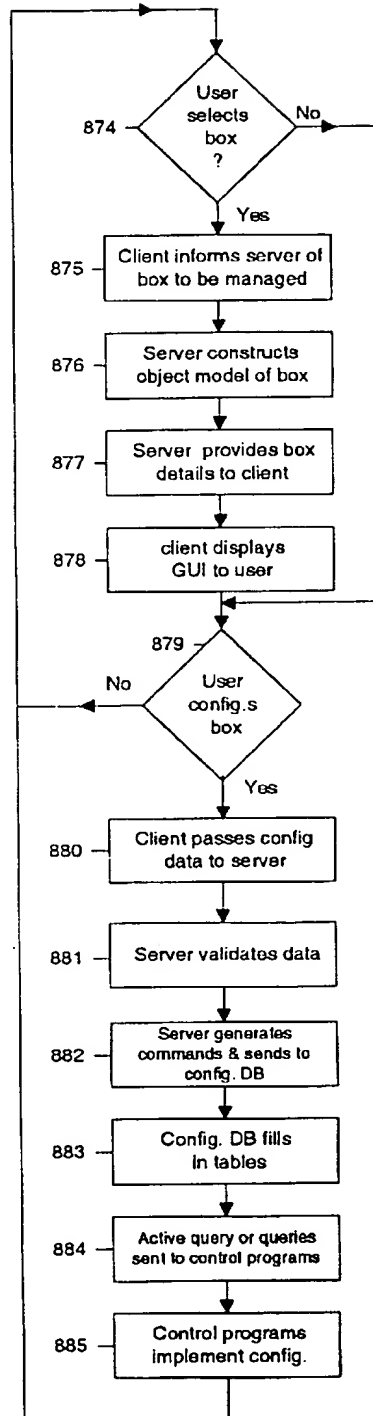 User
selects
box
?
No
874
Yes
875
Client informs server of
box to be managed
876
Server constructs
object model of box
877
Server provides box
details to client
878
client displays
GUI to user
879
No
User
config.s
box
Yes
880
Client passes config
data to server
881
Server validates data
882
Server generates
commands & sends to
config. DB
883
Config. DB fills
in tables
884
Active query or queries
sent to control programs
885
Control programs
implement config.